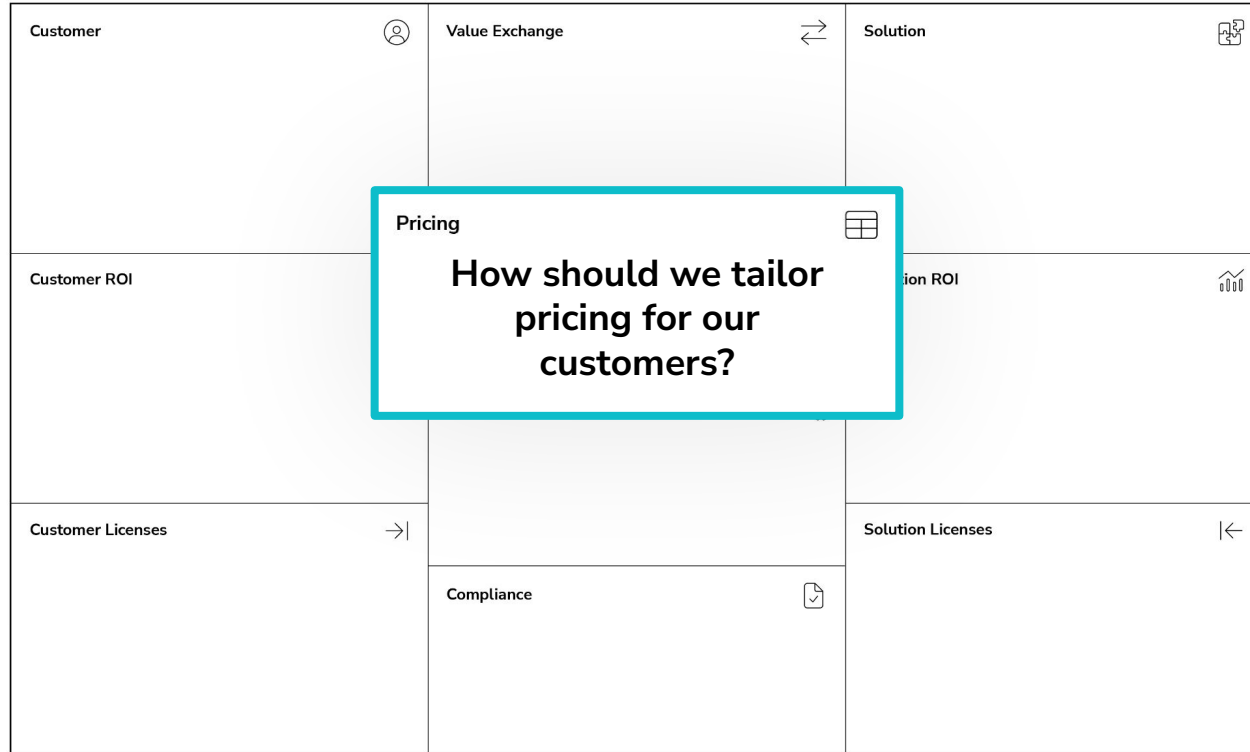 Customer
Value Exchange
Solution
Pricing
How should we tailor
pricing for our
customers?
Customer ROI
ROI
Customer Licenses
Solution Licenses
Compliance